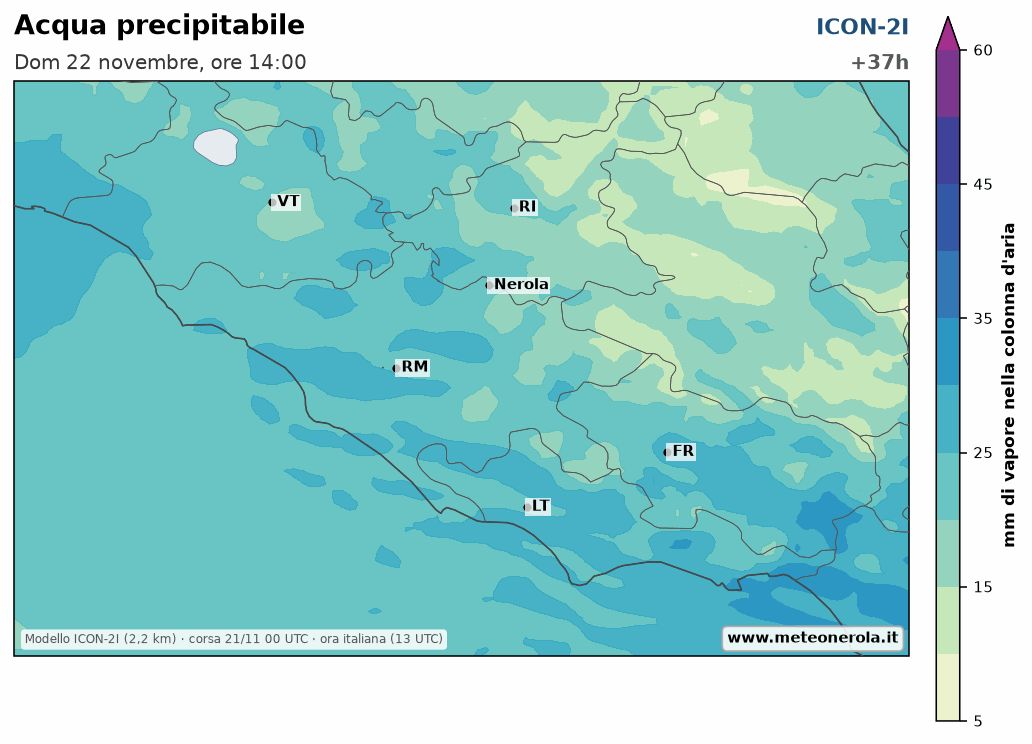 Acqua precipitabile
ICON-2I
Dom 22 novembre, ore 14:00
+37h
60
45
35
25
15
5
mm di vapore nella colonna d'aria
VT
RI
Nerola
RM
FR
LT
Modello ICON-2I (2,2 km) · corsa 21/11 00 UTC · ora italiana (13 UTC)
www.meteonerola.it